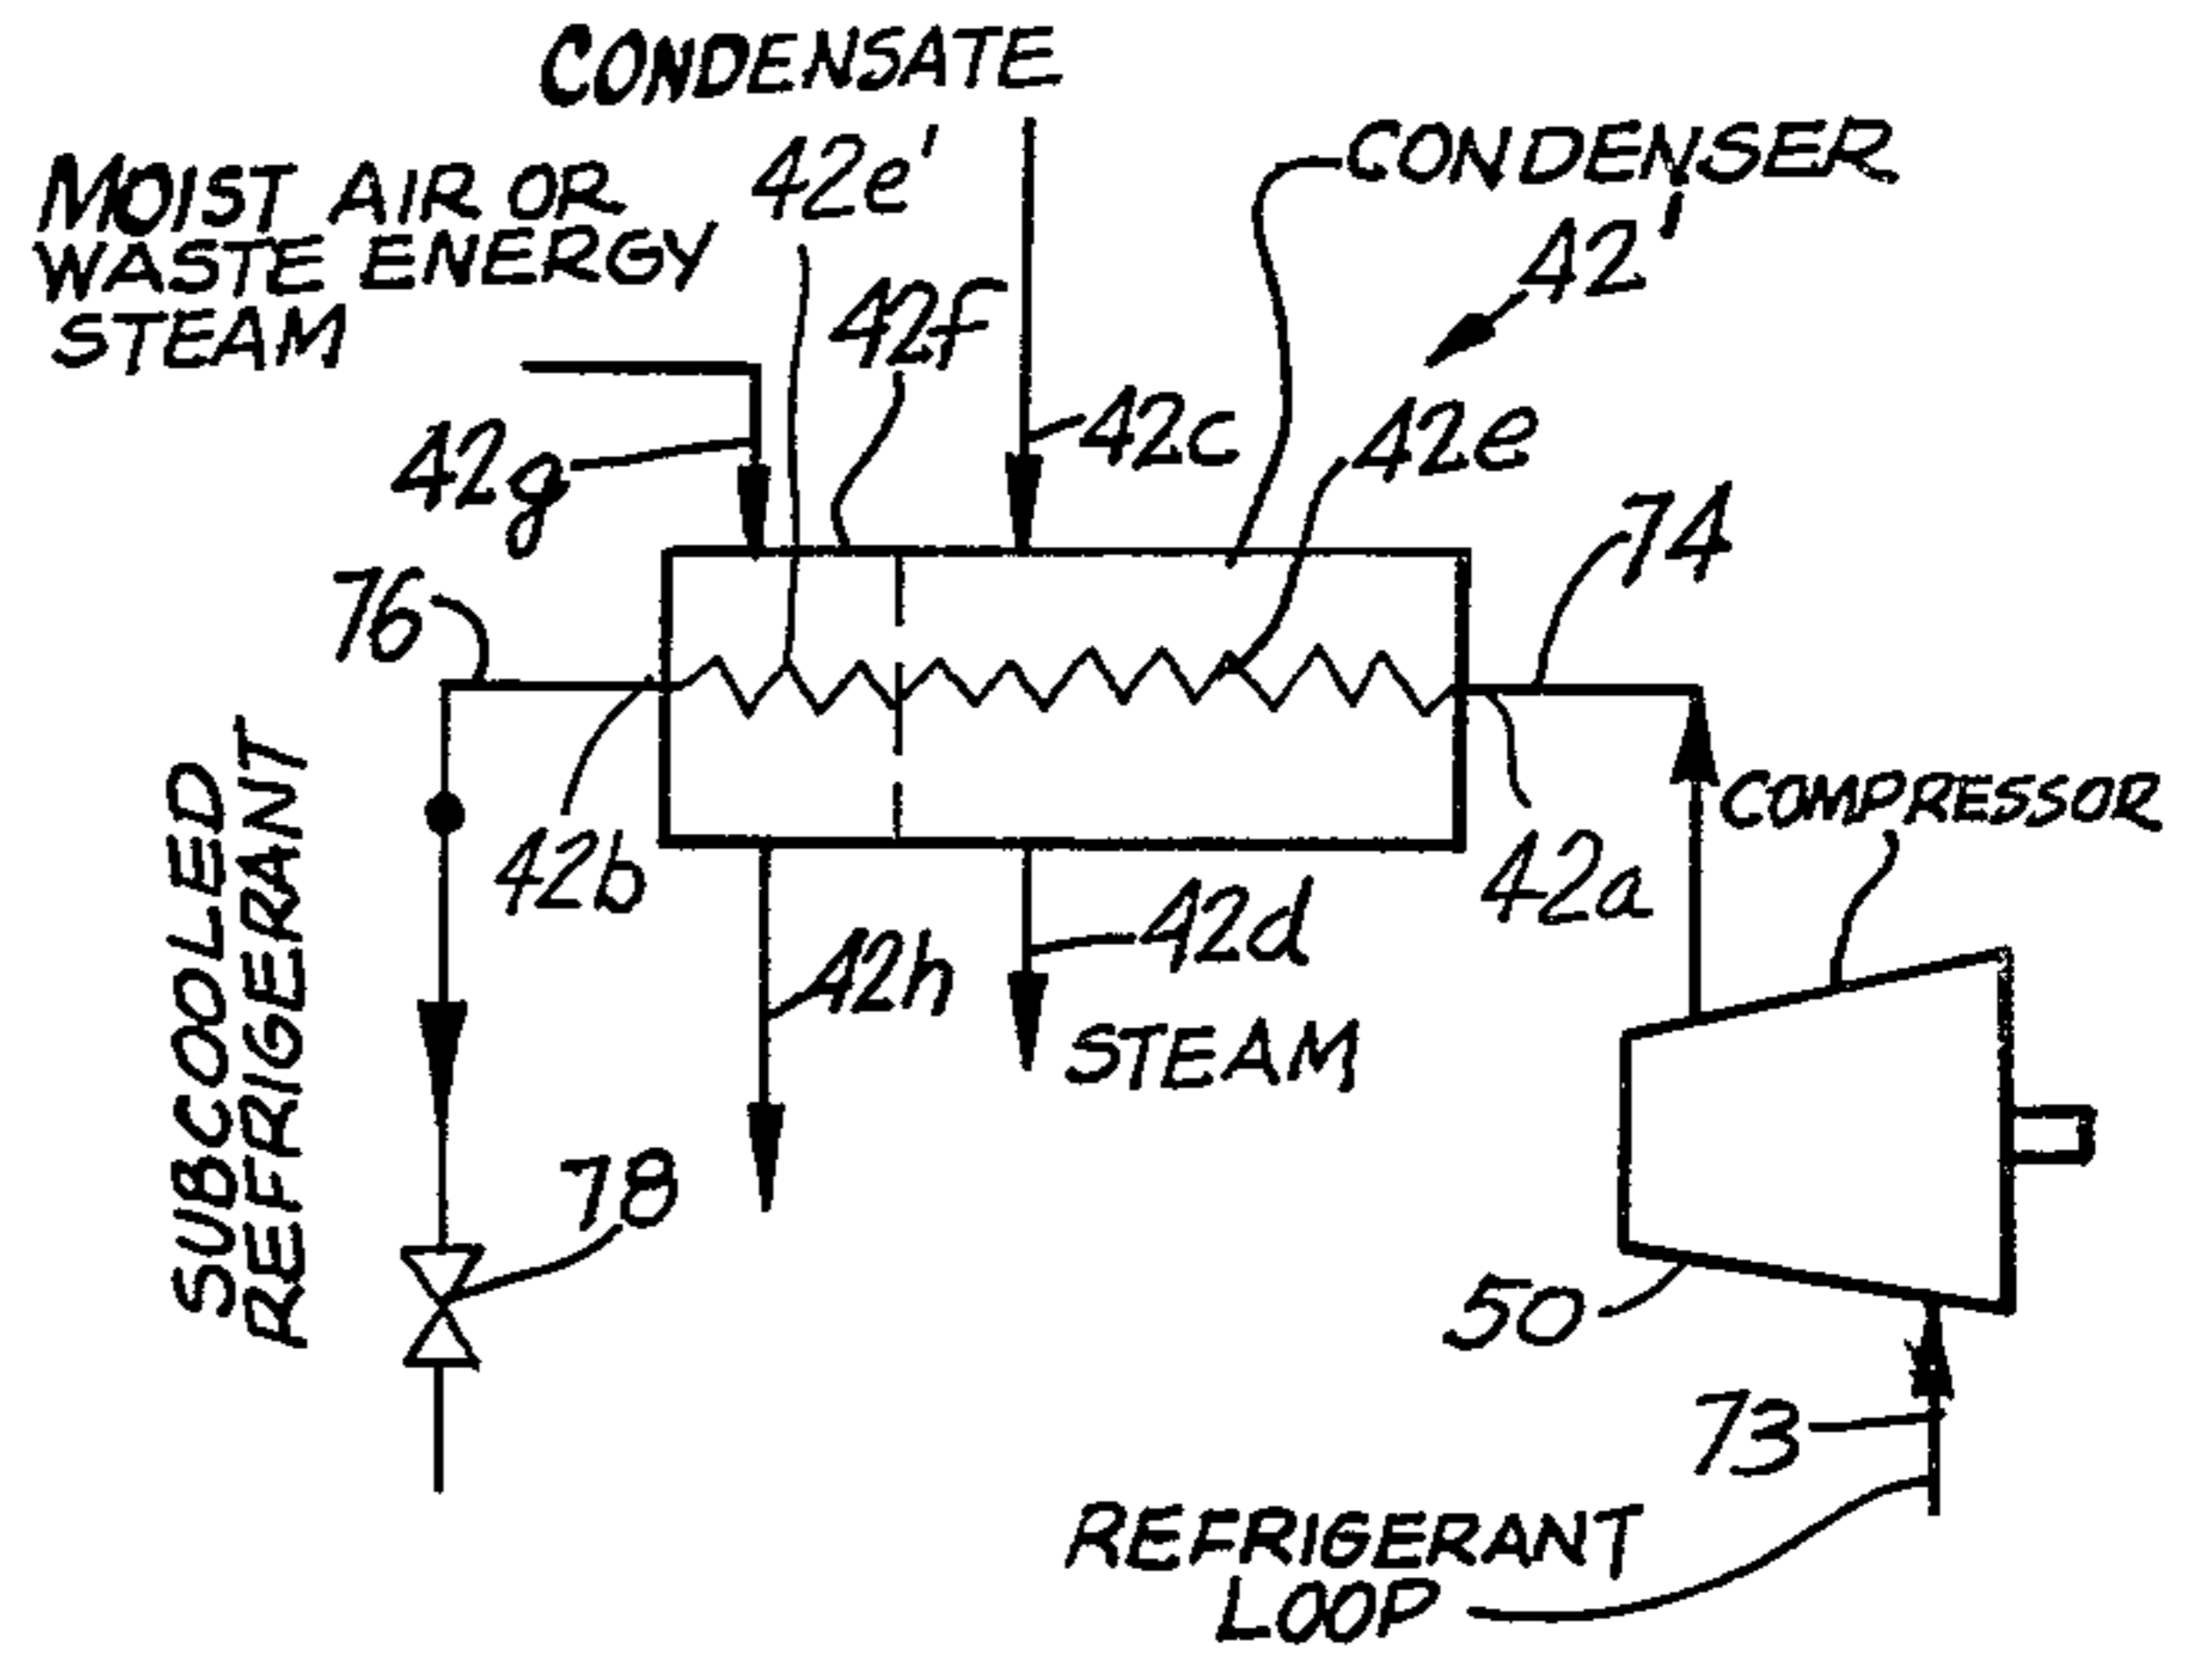 CONDENSATE
CONDENSER
MOIST AIR OR
WASTE ENERGY
STEAM
42e'
42'
42f
42c
42e
42g
74
76
COMPRESSOR
42b
42a
42d
42h
STEAM
SUBCOOLED
REFRIGERANT
78
50
73
REFRIGERANT
LOOP